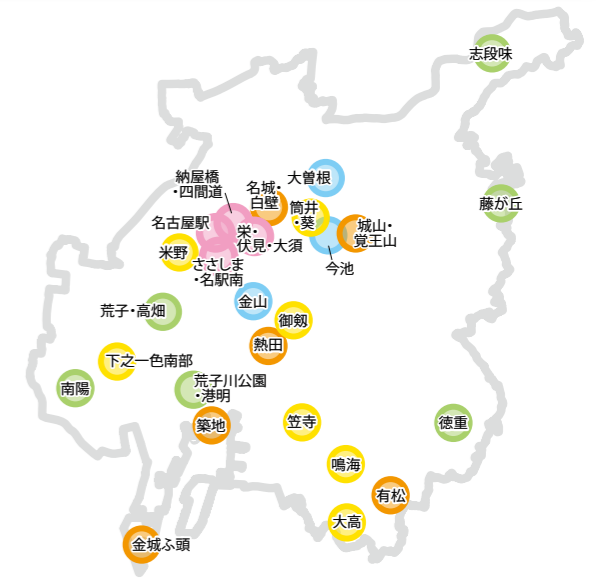 志段味
納屋橋
・四間道
大曽根
名城・
白壁
藤が丘
筒井
・葵
名古屋駅
城山・
覚王山
栄・
伏見・大須
米野
ささしま
・名駅南
今池
金山
荒子・高畑
御剱
熱田
下之一色南部
荒子川公園
・港明
南陽
築地
笠寺
徳重
鳴海
有松
大高
金城ふ頭